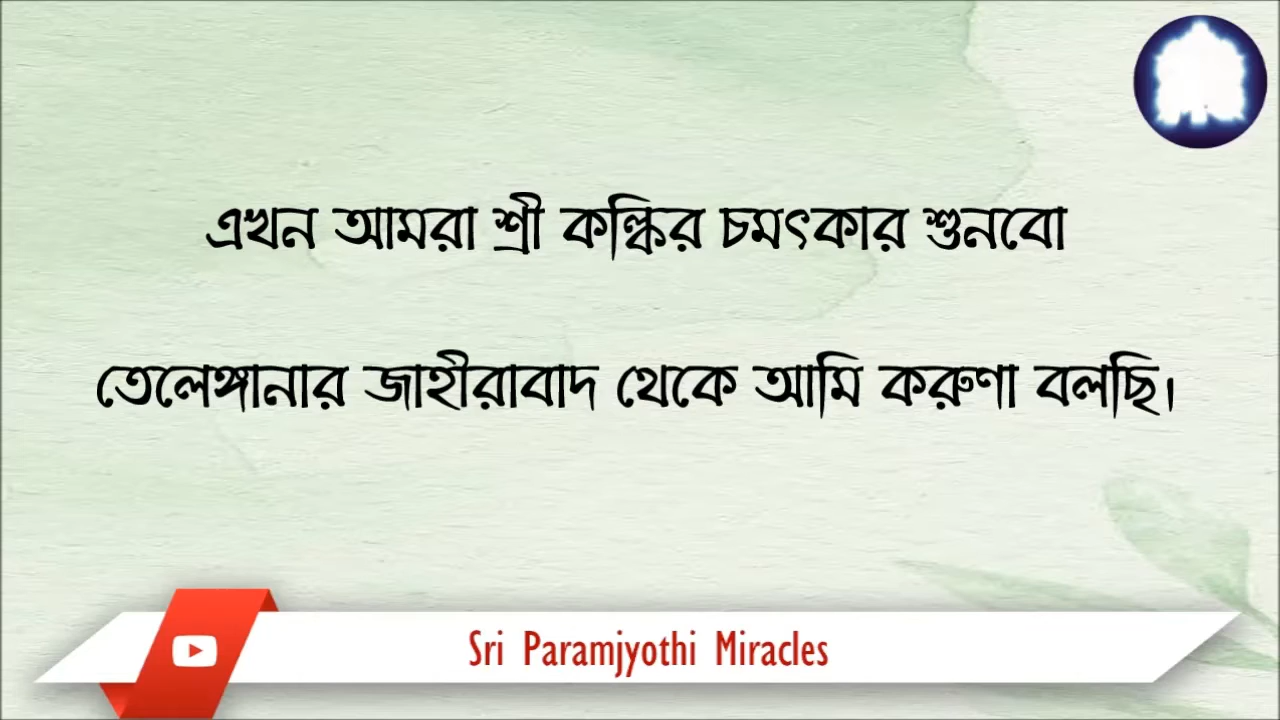 এখন আমরা শ্রী কল্কির চমৎকার শুনবো
তেলেঙ্গানার জাহীরাবাদ থেকে আমি করুণা বলছি।
Sri Paramjyothi Miracles